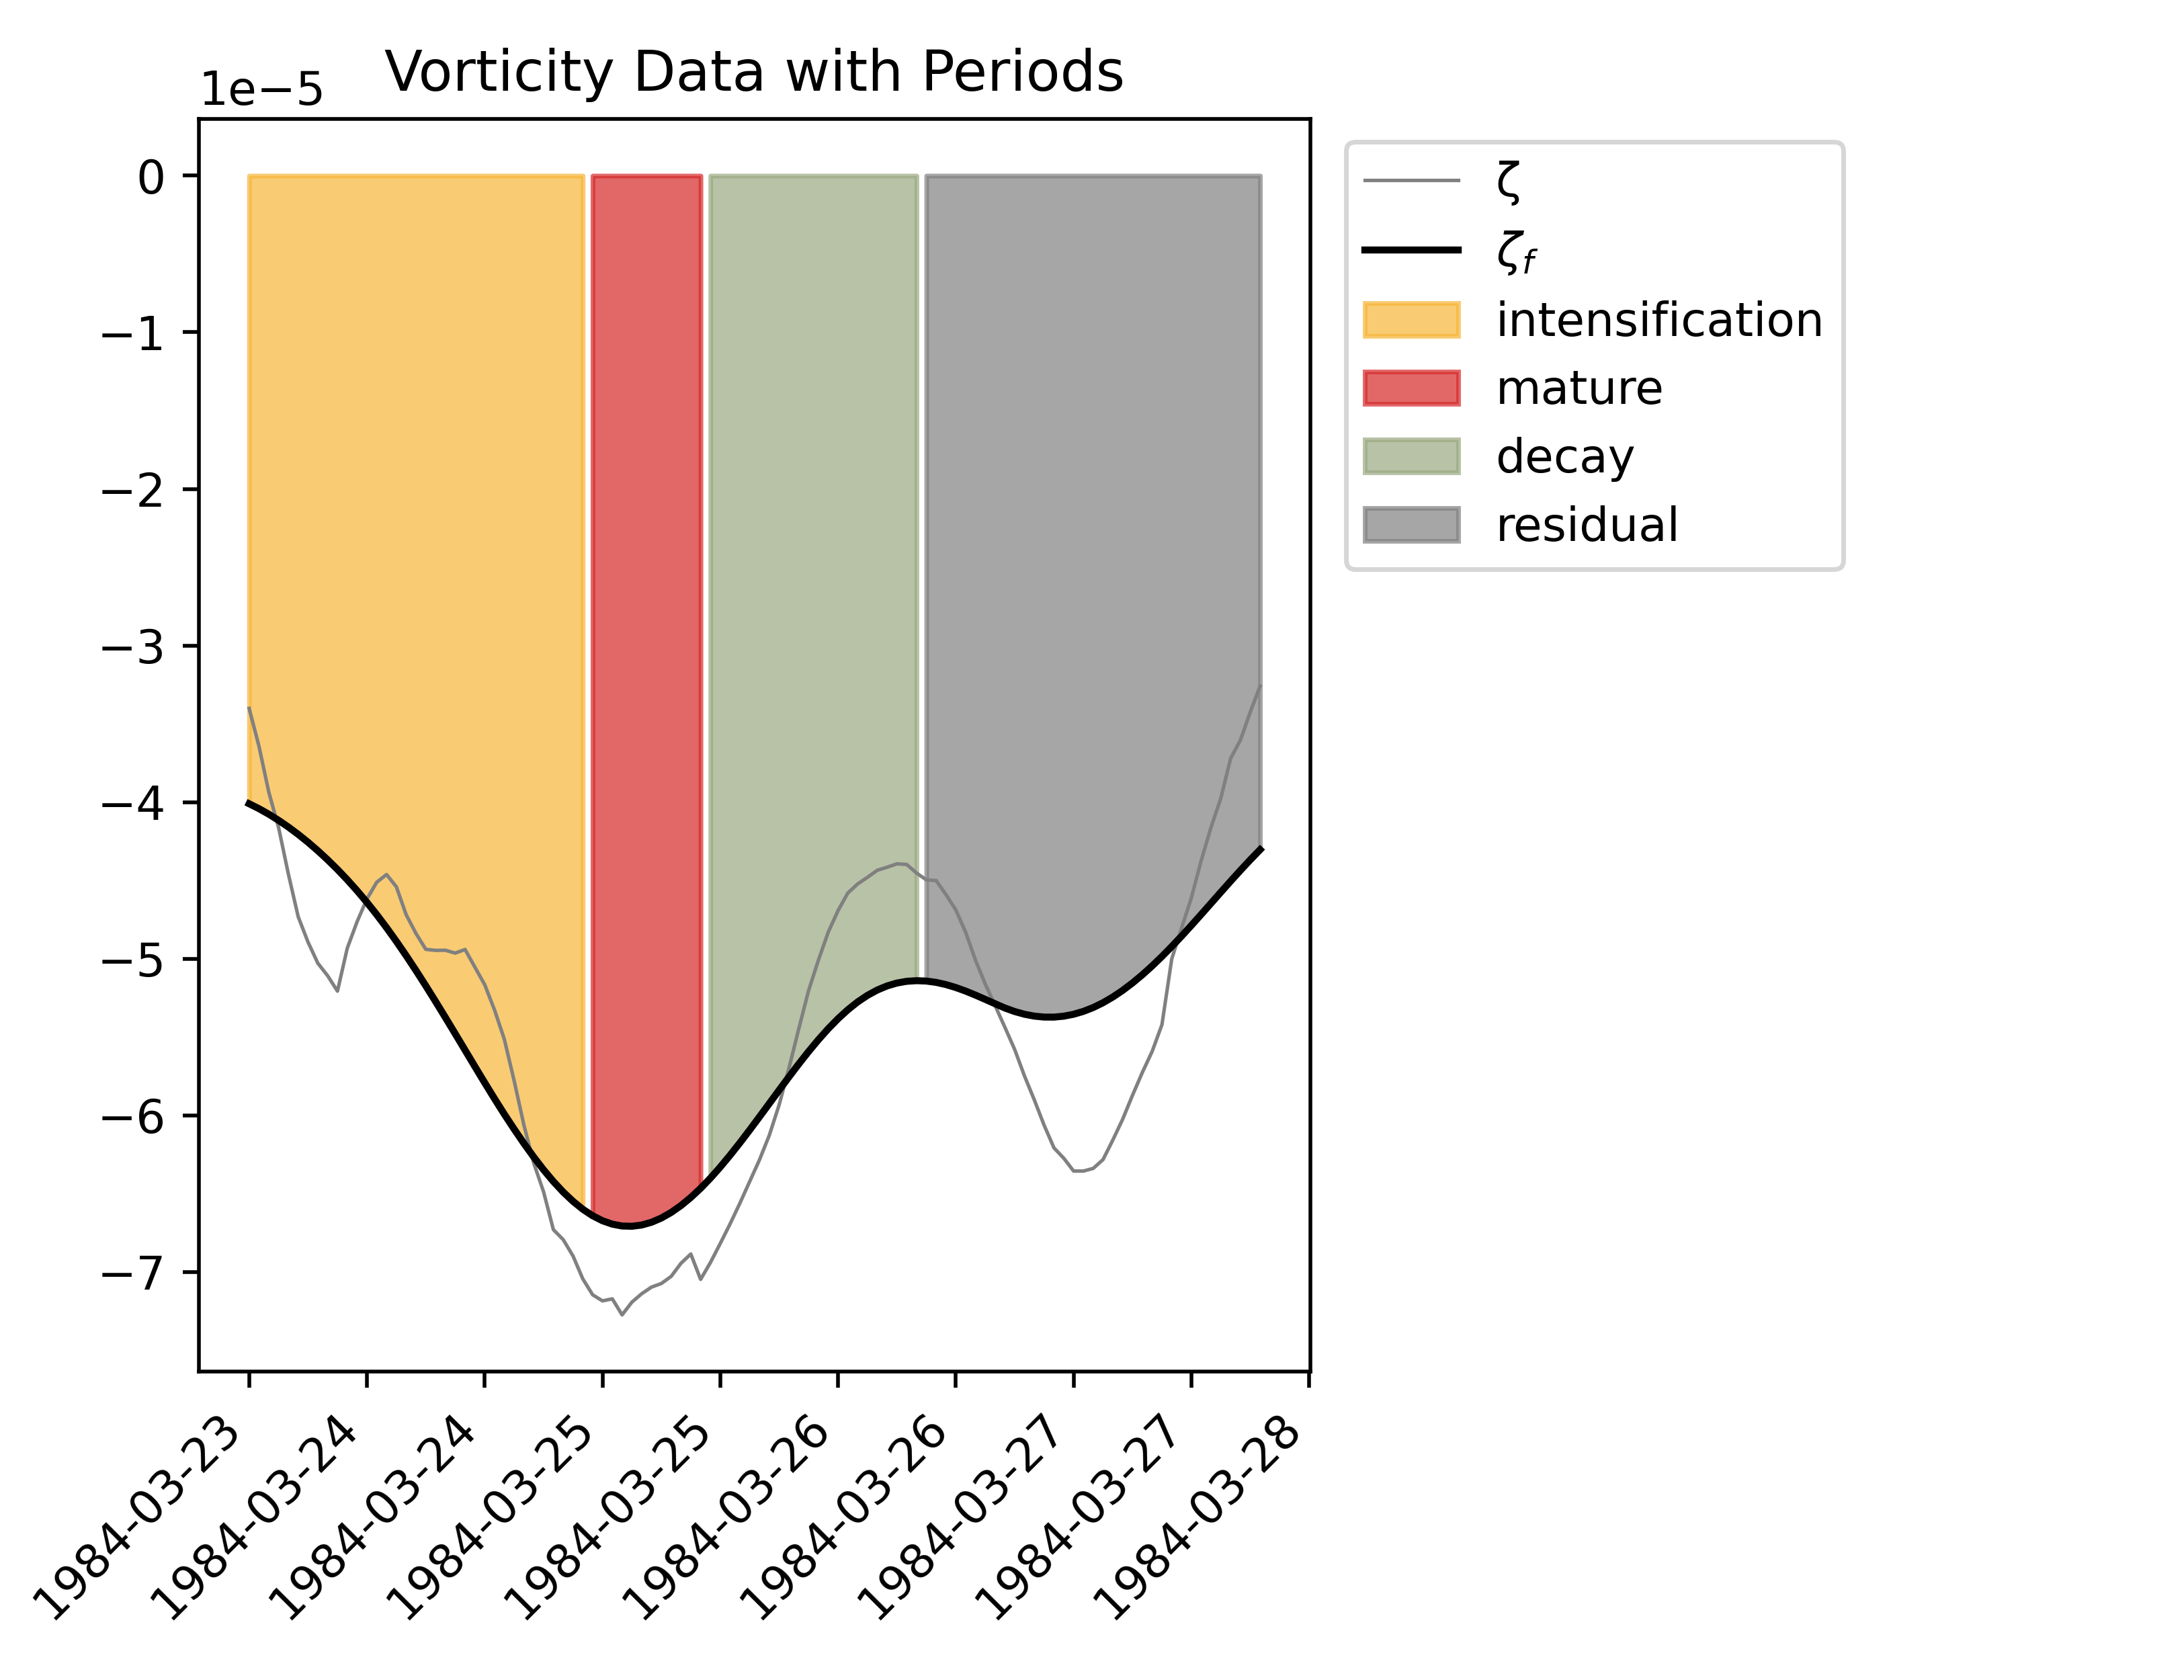 Vorticity Data with Periods
1e−5
0
−1
−2
−3
−4
−5
−6
−7
1984-03-23
1984-03-24
1984-03-24
1984-03-25
1984-03-25
1984-03-26
1984-03-26
1984-03-27
1984-03-27
1984-03-28
ζ
ζf
intensification
mature
decay
residual